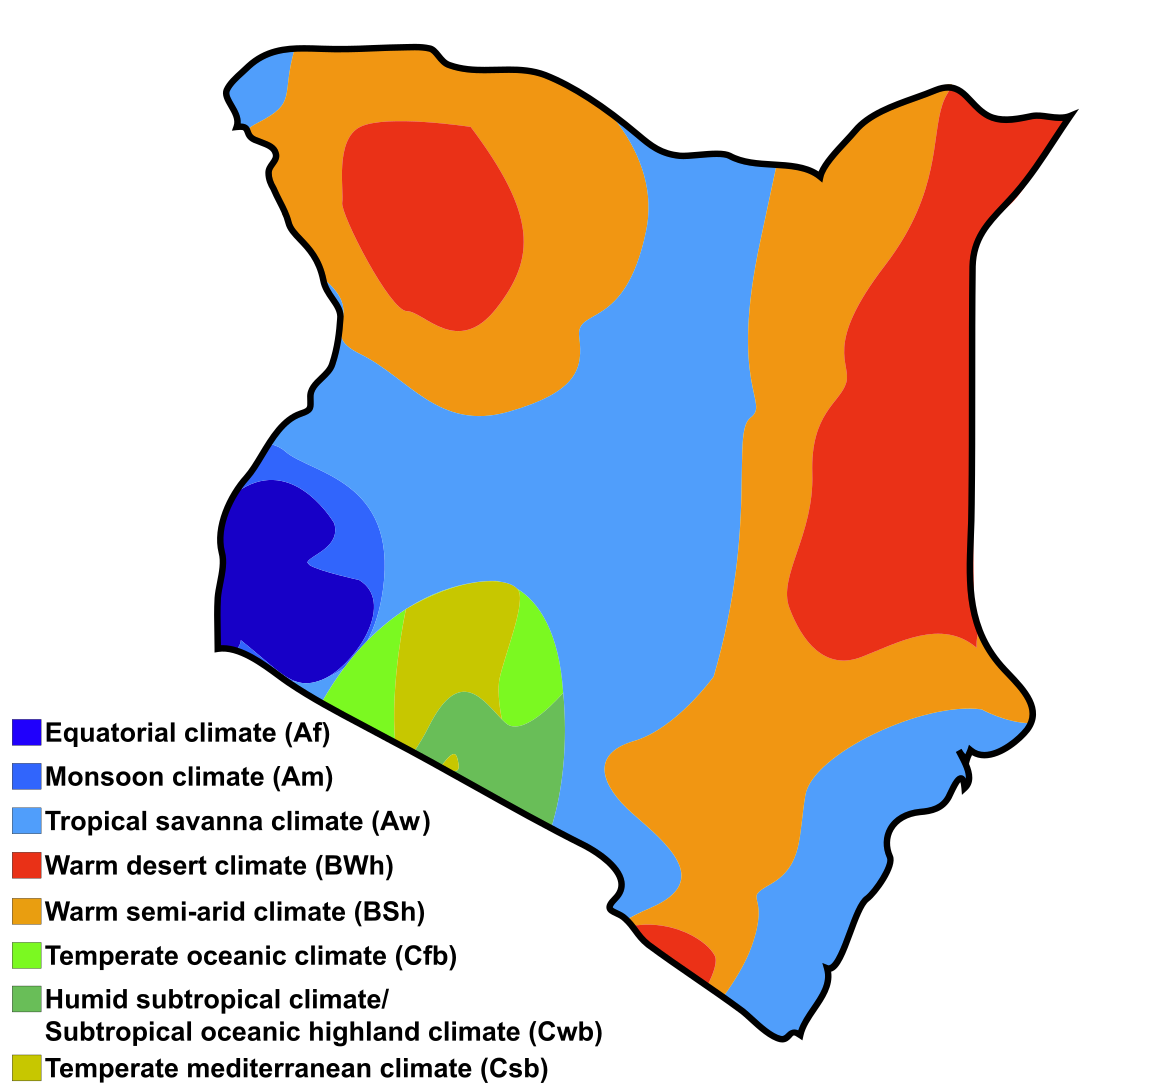 Equatorial climate (Af)
Monsoon climate (Am)
Tropical savanna climate (Aw)
Warm desert climate (BWh)
Warm semi-arid climate (BSh)
Temperate oceanic climate (Cfb)
Humid subtropical climate/
Subtropical oceanic highland climate (Cwb)
Temperate mediterranean climate (Csb)